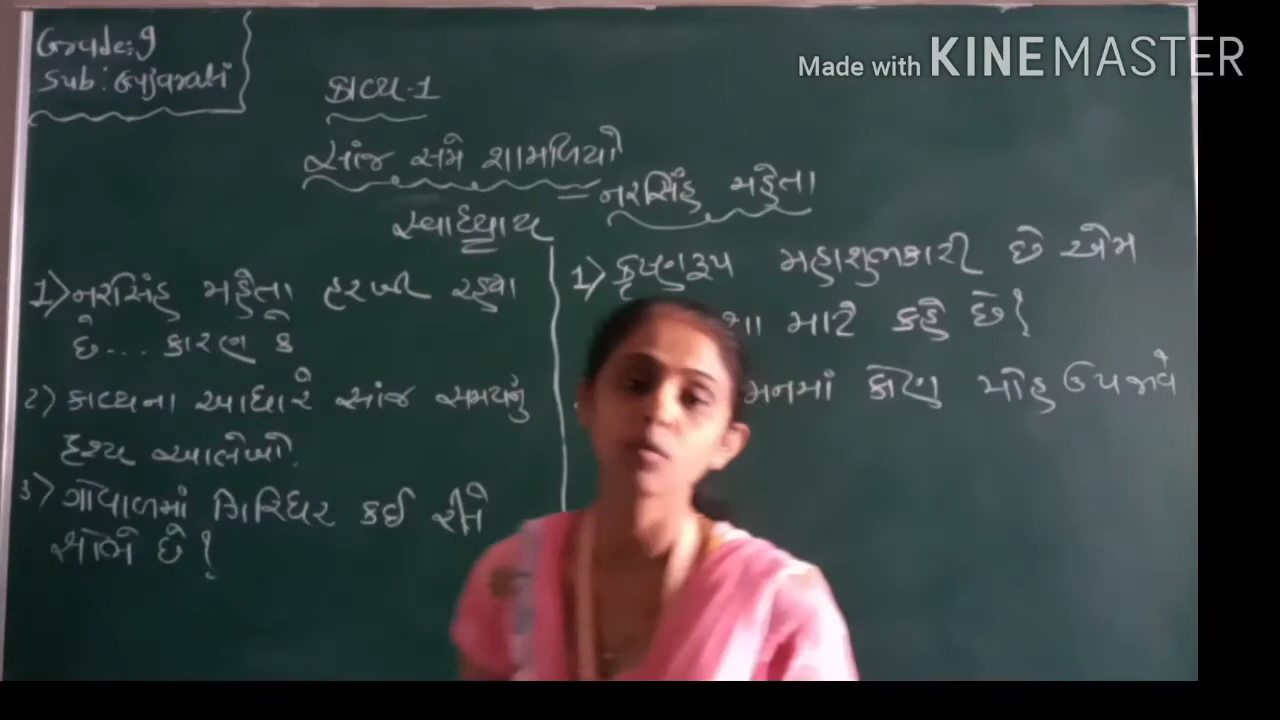 Grade: 9
Sub: Gujarati
Made with KINEMASTER
કાવ્ય-1
સાંજ સમે શામળિયો
- નરસિંહ મહેતા
સ્વાધ્યાય
1) નરસિંહ મહેતા હરખી રહ્યા
છે... કારણ કે
2) કાવ્યના આધારે સાંજ સમયનું
દૃશ્ય આલેખો.
3) ગોવાળમાં ગિરિધર કઈ રીતે
શોભે છે?
1) કૃષ્ણરૂપ મહાશુભકારી છે એમ
શા માટે કહે છે?
મનમાં કોણ મોહ ઉપજાવે